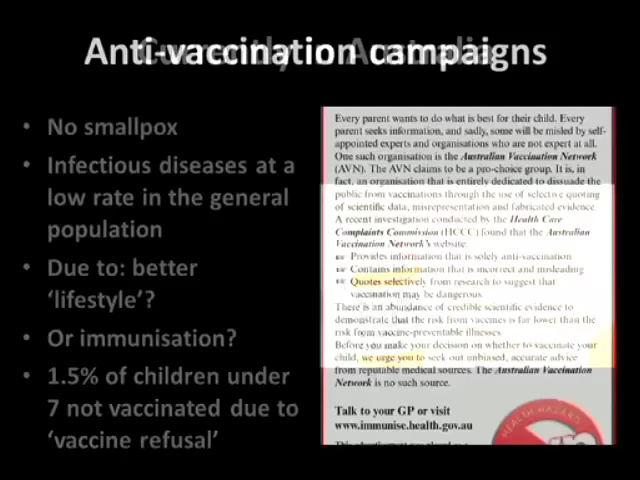 Anti-vaccination campaigns
Currently in Australia
• No smallpox
• Infectious diseases at a
low rate in the general
population
• Due to: better
‘lifestyle’?
• Or immunisation?
• 1.5% of children under
7 not vaccinated due to
‘vaccine refusal’
Every parent wants to do what is best for their child. Every
parent seeks information, and sadly, some will be misled by self-
appointed experts and organisations who are not expert at all.
One such organisation is the Australian Vaccination Network
(AVN). The AVN claims to be a pro-choice group. It is, in
fact, an organisation that is entirely dedicated to dissuade the
public from vaccinations through the use of selective quoting
of scientific data, misrepresentation and fabricated evidence.
A recent investigation conducted by the Health Care
Complaints Commission (HCCC) found that the Australian
Vaccination Network's website:
Provides information that is solely anti-vaccination
Contains information that is incorrect and misleading
Quotes selectively from research to suggest that
vaccination may be dangerous.
There is an abundance of credible scientific evidence to
demonstrate that the risk from vaccines is far lower than the
risk from vaccine-preventable illnesses.
Before you make your decision on whether to vaccinate your
child, we urge you to seek out unbiased, accurate advice
from reputable medical sources. The Australian Vaccination
Network is no such source.
Talk to your GP or visit
www.immunise.health.gov.au
HEALTH HAZARD